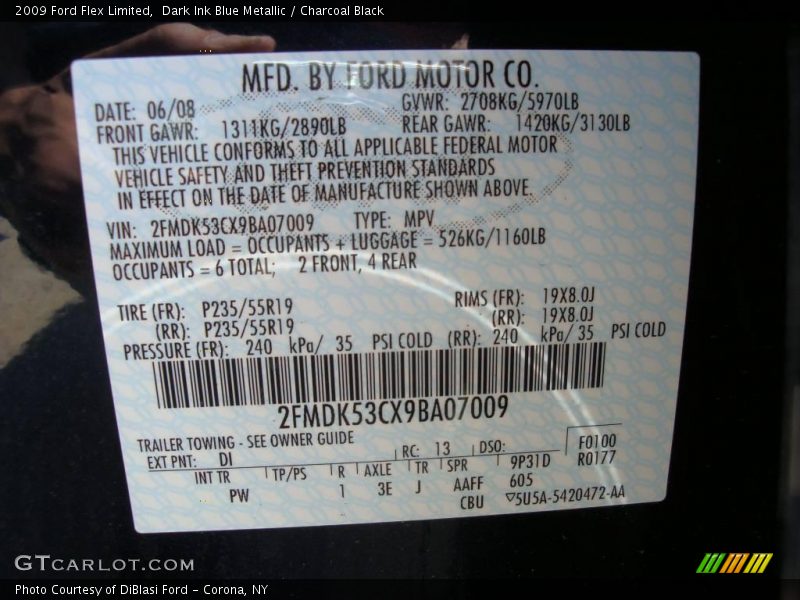 2009 Ford Flex Limited,  Dark Ink Blue Metallic / Charcoal Black
MFD. BY FORD MOTOR CO.
DATE: 06/08 GVWR: 2708KG/5970LB
FRONT GAWR: 1311KG/2890LB REAR GAWR: 1420KG/3130LB
THIS VEHICLE CONFORMS TO ALL APPLICABLE FEDERAL MOTOR
VEHICLE SAFETY AND THEFT PREVENTION STANDARDS
IN EFFECT ON THE DATE OF MANUFACTURE SHOWN ABOVE.
VIN: 2FMDK53CX9BA07009 TYPE: MPV
MAXIMUM LOAD = OCCUPANTS + LUGGAGE = 526KG/1160LB
OCCUPANTS = 6 TOTAL; 2 FRONT, 4 REAR
TIRE (FR): P235/55R19 RIMS (FR): 19X8.0J
(RR): P235/55R19 (RR): 19X8.0J
PRESSURE (FR): 240 kPa/ 35 PSI COLD (RR): 240 kPa/ 35 PSI COLD
2FMDK53CX9BA07009
TRAILER TOWING - SEE OWNER GUIDE
EXT PNT: DI RC: 13 DSO: F0100
INT TR TP/PS R AXLE TR SPR 9P31D R0177
PW 1 3E J AAFF 605
CBU ▽5U5A-5420472-AA
GTCARLOT.COM
Photo Courtesy of DiBlasi Ford - Corona, NY